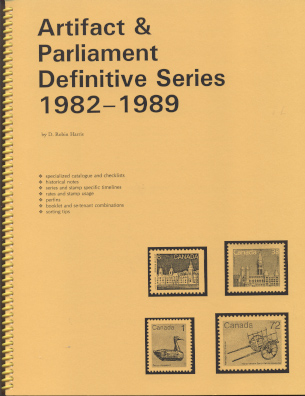 Artifact &
Parliament
Definitive Series
1982–1989
by D. Robin Harris
❖ specialized catalogue and checklists
❖ historical notes
❖ series and stamp specific timelines
❖ rates and stamp usage
❖ perfins
❖ booklet and se-tenant combinations
❖ sorting tips
CANADA
Canada
Canada
1
Canada
72